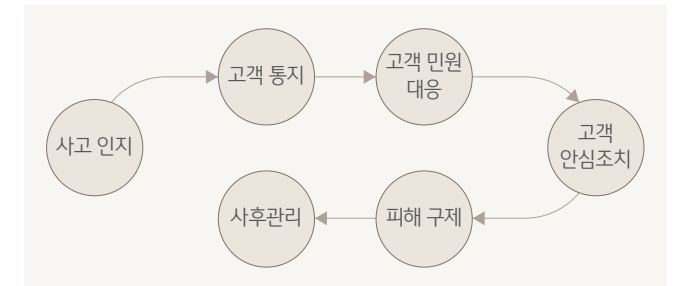 사고 인지
고객 통지
고객 민원
대응
고객
안심조치
피해 구제
사후관리